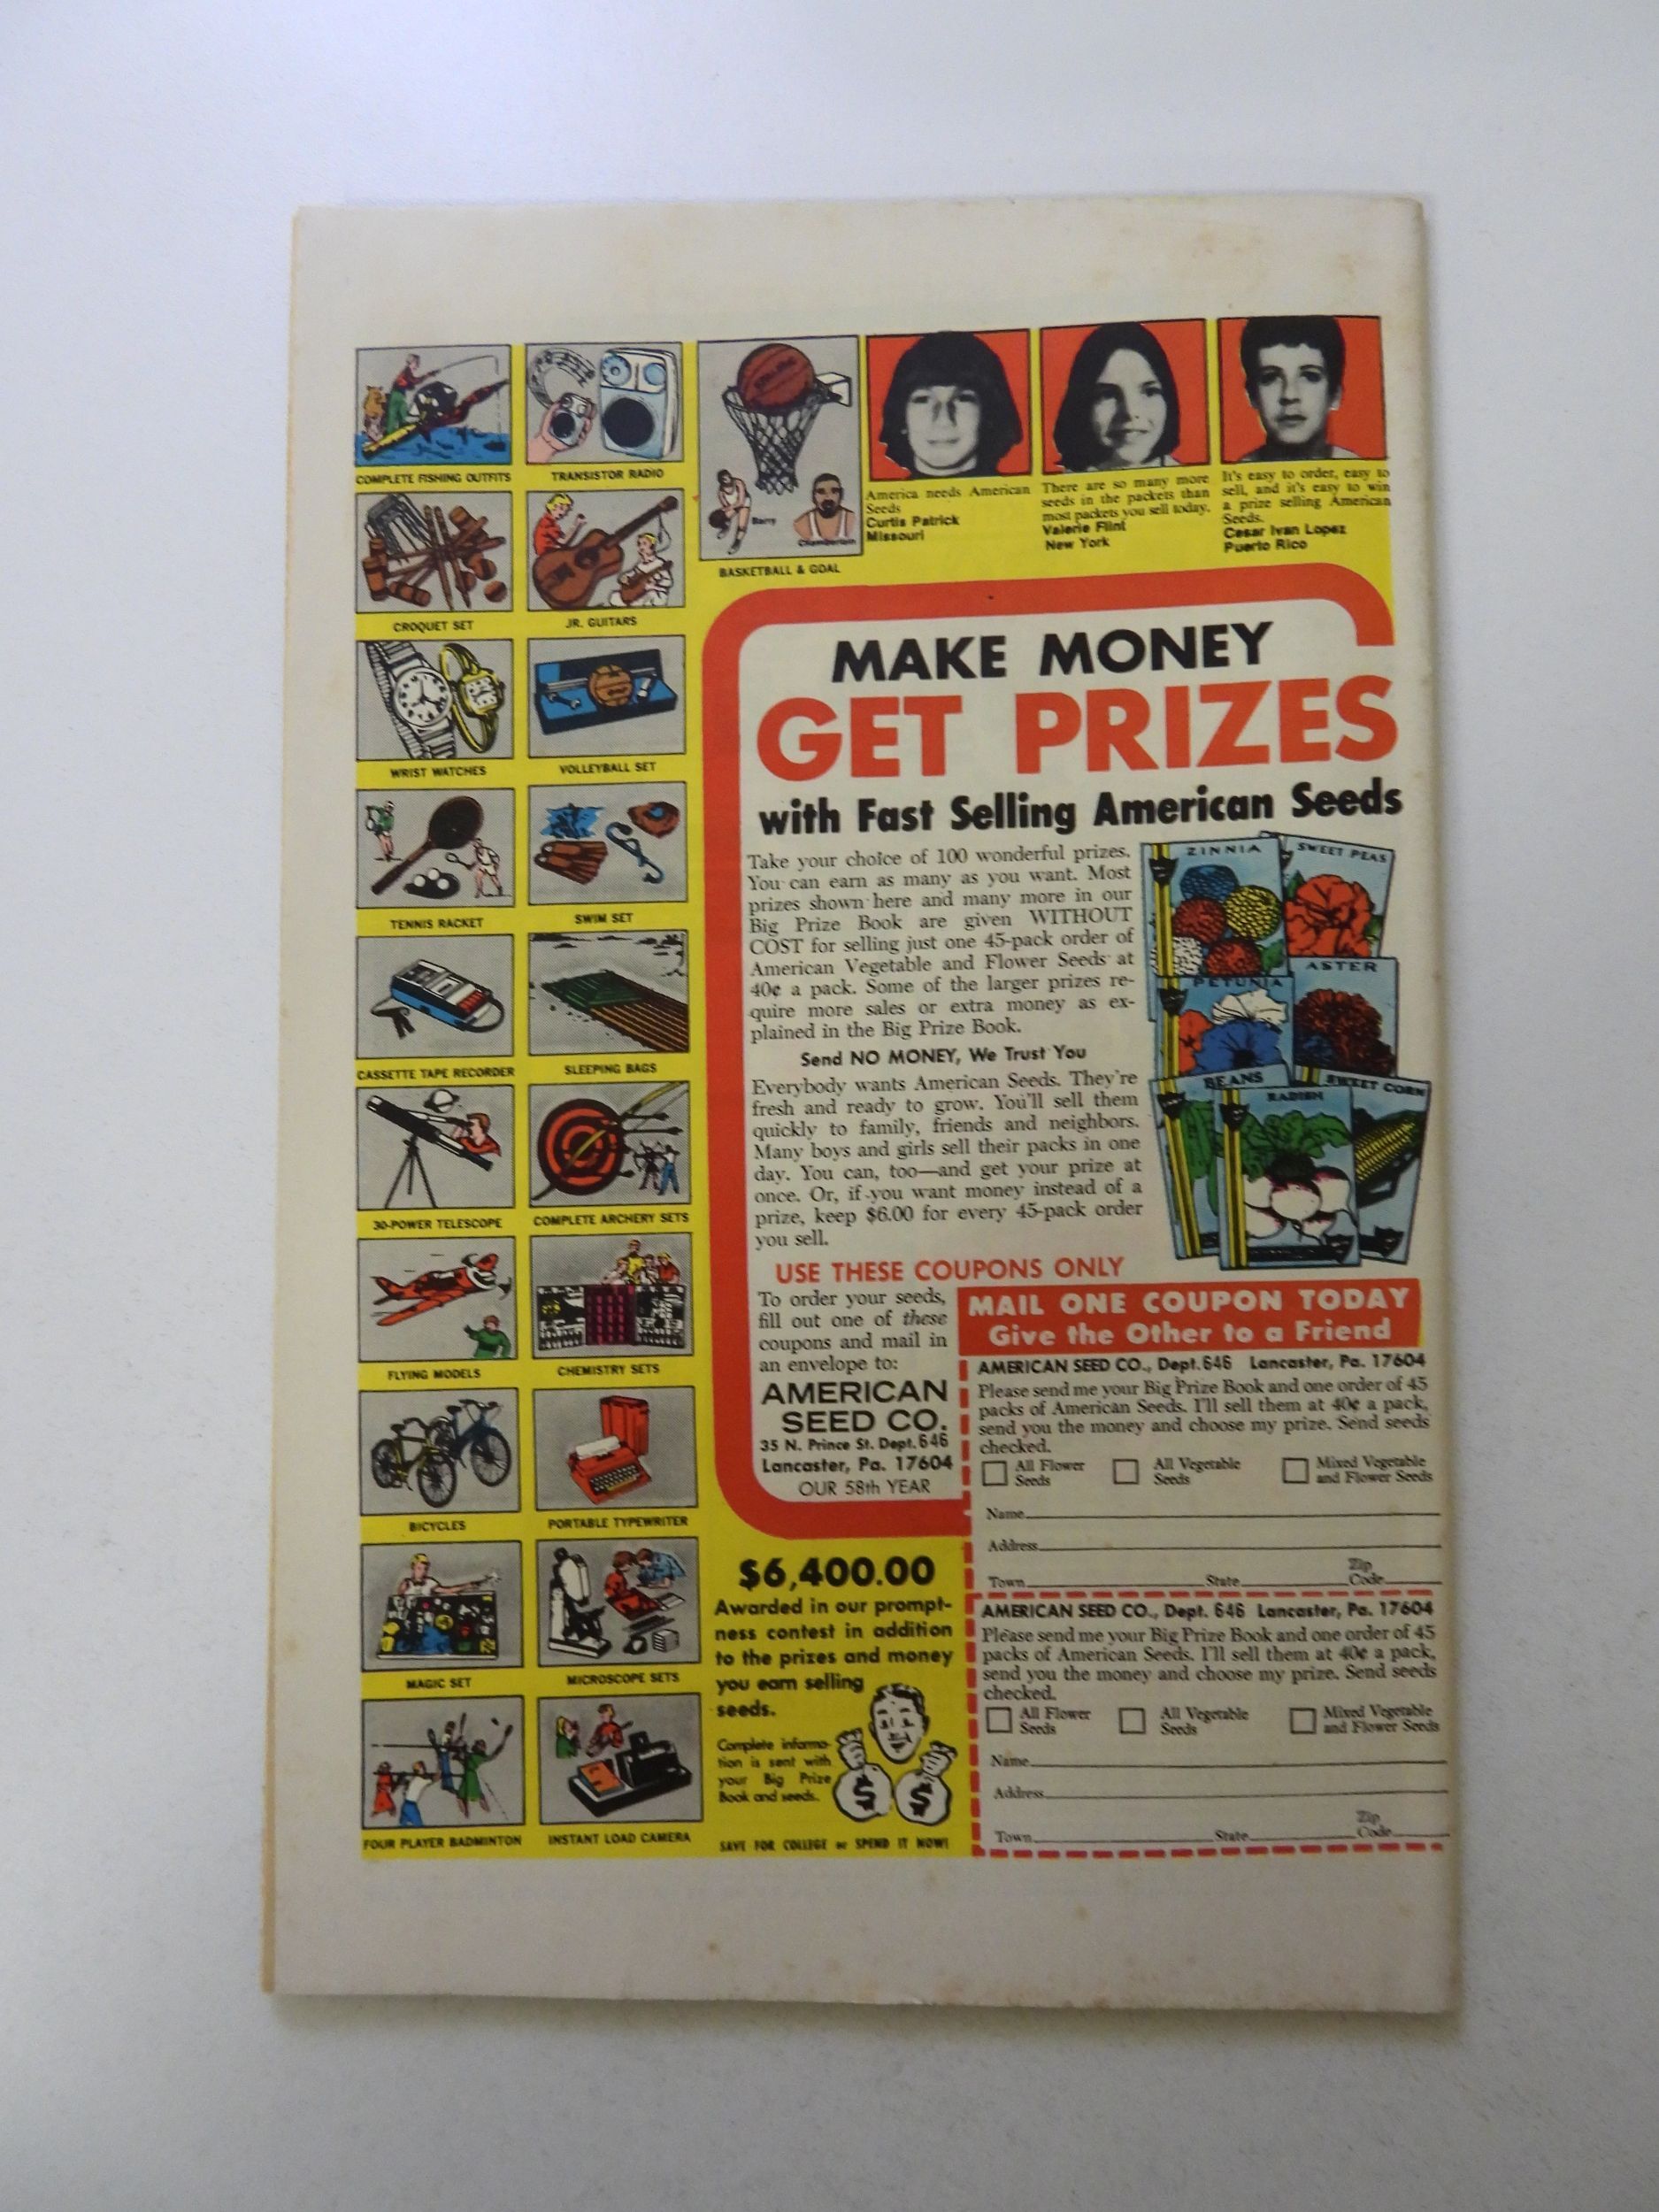 COMPLETE FISHING OUTFITS
TRANSISTOR RADIO
CROQUET SET
JR. GUITARS
WRIST WATCHES
VOLLEYBALL SET
TENNIS RACKET
SWIM SET
CASSETTE TAPE RECORDER
SLEEPING BAGS
30-POWER TELESCOPE
COMPLETE ARCHERY SETS
FLYING MODELS
CHEMISTRY SETS
BICYCLES
PORTABLE TYPEWRITER
MAGIC SET
MICROSCOPE SETS
FOUR PLAYER BADMINTON
INSTANT LOAD CAMERA
SPALDING
Barry
Chamberlain
BASKETBALL & GOAL
America needs American
Seeds
Curtis Patrick
Missouri
There are so many more
seeds in the packets than
most packets you sell today.
Valerie Flint
New York
It's easy to order, easy to
sell, and it's easy to win
a prize selling American
Seeds.
Cesar Ivan Lopez
Puerto Rico
MAKE MONEY
GET PRIZES
with Fast Selling American Seeds
Take your choice of 100 wonderful prizes.
You can earn as many as you want. Most
prizes shown here and many more in our
Big Prize Book are given WITHOUT
COST for selling just one 45-pack order of
American Vegetable and Flower Seeds at
40¢ a pack. Some of the larger prizes re-
quire more sales or extra money as ex-
plained in the Big Prize Book.
Send NO MONEY, We Trust You
Everybody wants American Seeds. They're
fresh and ready to grow. You'll sell them
quickly to family, friends and neighbors.
Many boys and girls sell their packs in one
day. You can, too—and get your prize at
once. Or, if you want money instead of a
prize, keep $6.00 for every 45-pack order
you sell.
ZINNIA
SWEET PEAS
PETUNIA
ASTER
BEANS
RADISH
SWEET CORN
USE THESE COUPONS ONLY
To order your seeds,
fill out one of these
coupons and mail in
an envelope to:
AMERICAN
SEED CO.
35 N. Prince St. Dept. 646
Lancaster, Pa. 17604
OUR 58th YEAR
MAIL ONE COUPON TODAY
Give the Other to a Friend
AMERICAN SEED CO., Dept. 646 Lancaster, Pa. 17604
Please send me your Big Prize Book and one order of 45
packs of American Seeds. I'll sell them at 40¢ a pack,
send you the money and choose my prize. Send seeds
checked.
All Flower
Seeds
All Vegetable
Seeds
Mixed Vegetable
and Flower Seeds
Name
Address
Town State Zip Code
AMERICAN SEED CO., Dept. 646 Lancaster, Pa. 17604
Please send me your Big Prize Book and one order of 45
packs of American Seeds. I'll sell them at 40¢ a pack,
send you the money and choose my prize. Send seeds
checked.
All Flower
Seeds
All Vegetable
Seeds
Mixed Vegetable
and Flower Seeds
Name
Address
Town State Zip Code
$6,400.00
Awarded in our prompt-
ness contest in addition
to the prizes and money
you earn selling
seeds.
Complete informa-
tion is sent with
your Big Prize
Book and seeds.
$ $
SAVE FOR COLLEGE or SPEND IT NOW!